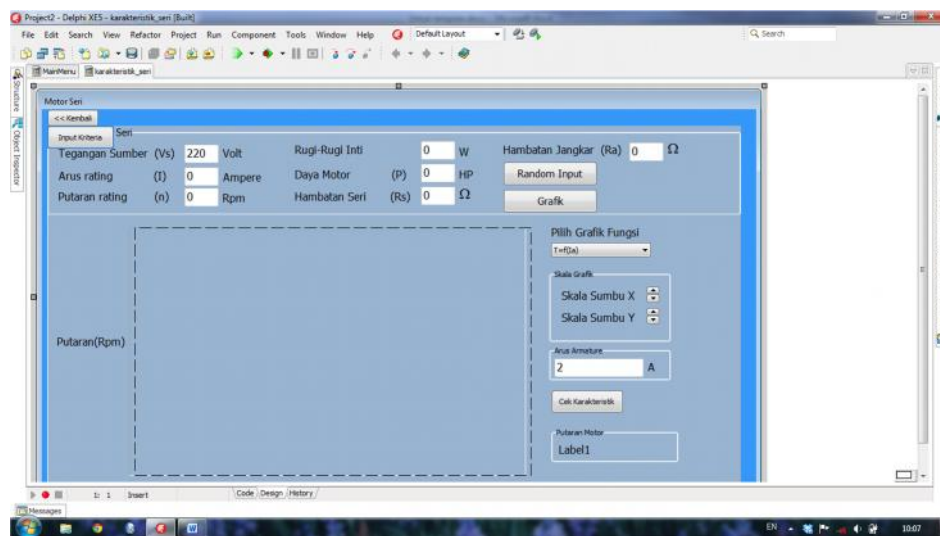 Project2 - Delphi XE5 - karakteristik_seri [Built]
File Edit Search View Refactor Project Run Component Tools Window Help Default Layout Search
MainMenu karakteristik_seri
Structure
Object Inspector
Motor Seri
<< Kembali
Input Kriteria Seri
Tegangan Sumber (Vs) 220 Volt Rugi-Rugi Inti 0 W Hambatan Jangkar (Ra) 0 Ω
Arus rating (I) 0 Ampere Daya Motor (P) 0 HP Random Input
Putaran rating (n) 0 Rpm Hambatan Seri (Rs) 0 Ω Grafik
Pilih Grafik Fungsi
T=f(Ia)
Skala Grafik
Skala Sumbu X
Skala Sumbu Y
Putaran(Rpm)
Arus Armature
2 A
Cek Karakteristik
Putaran Motor
Label1
1: 1 Insert Code Design History
Messages
EN 10:07